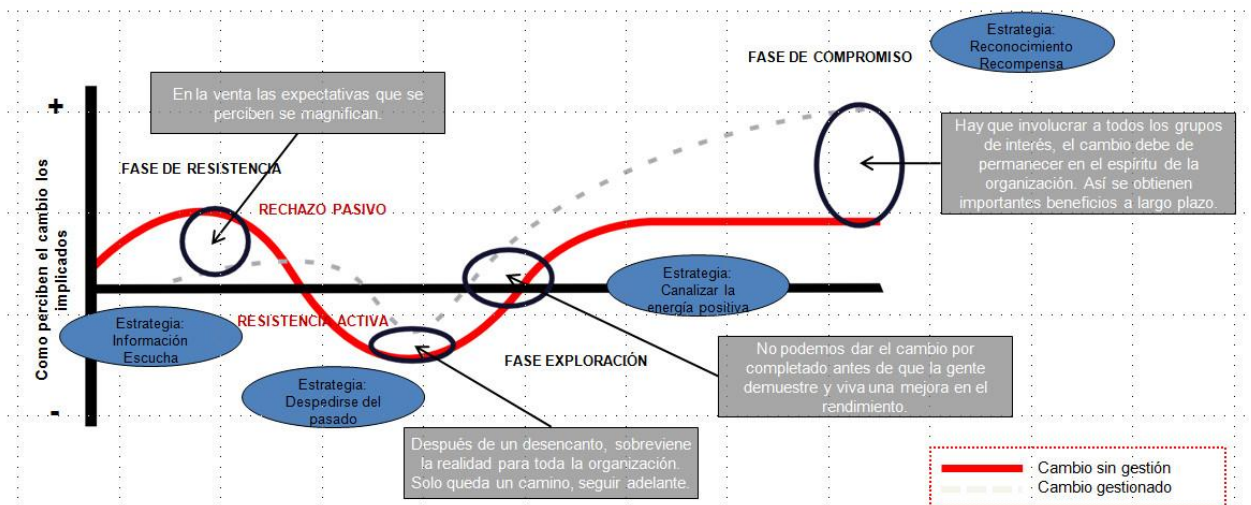 Estrategia:
Reconocimiento
Recompensa
FASE DE COMPROMISO
En la venta las expectativas que se
perciben se magnifican.
+
Hay que involucrar a todos los grupos
de interés, el cambio debe de
permanecer en el espíritu de la
organización. Así se obtienen
importantes beneficios a largo plazo.
FASE DE RESISTENCIA
RECHAZO PASIVO
Como perciben el cambio los
implicados
Estrategia:
Canalizar la
energía positiva
Estrategia:
Información
Escucha
RESISTENCIA ACTIVA
FASE EXPLORACIÓN
No podemos dar el cambio por
completado antes de que la gente
demuestre y viva una mejora en el
rendimiento.
Estrategia:
Despedirse del
pasado
-
Después de un desencanto, sobreviene
la realidad para toda la organización.
Solo queda un camino, seguir adelante.
Cambio sin gestión
Cambio gestionado